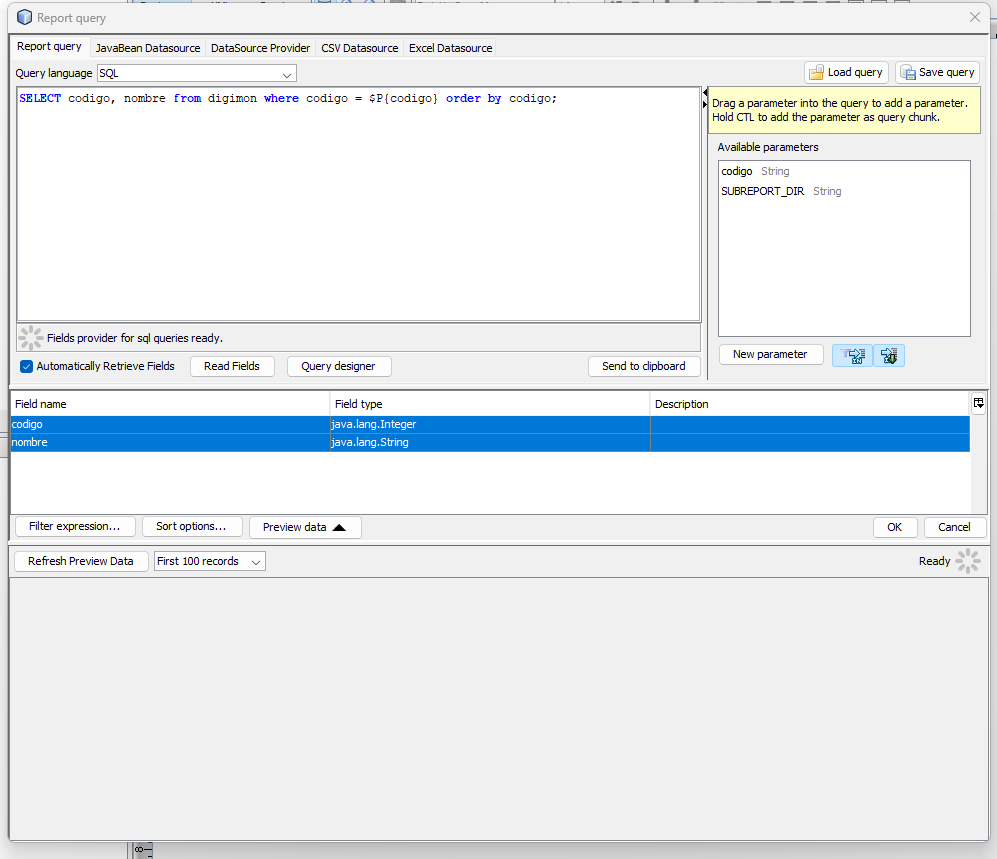 Report query
Report query JavaBean Datasource DataSource Provider CSV Datasource Excel Datasource
Query language SQL Load query Save query
SELECT codigo, nombre from digimon where codigo = $P{codigo} order by codigo;
Drag a parameter into the query to add a parameter.
Hold CTL to add the parameter as query chunk.
Available parameters
codigo String
SUBREPORT_DIR String
Fields provider for sql queries ready.
New parameter
Automatically Retrieve Fields Read Fields Query designer Send to clipboard
Field name Field type Description
codigo java.lang.Integer
nombre java.lang.String
Filter expression... Sort options... Preview data OK Cancel
Refresh Preview Data First 100 records Ready